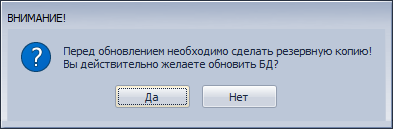 ВНИМАНИЕ!
Перед обновлением необходимо сделать резервную копию!
Вы действительно желаете обновить БД?
Да
Нет